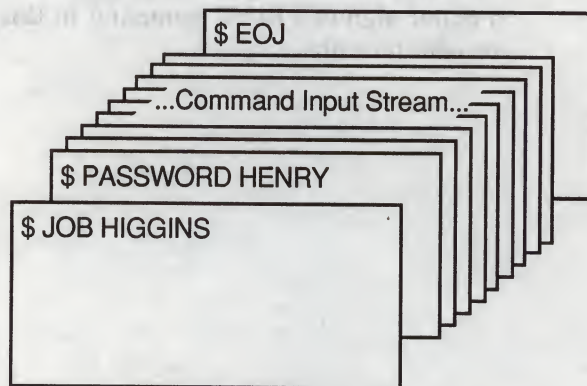 $ EOJ
...Command Input Stream...
$ PASSWORD HENRY
$ JOB HIGGINS